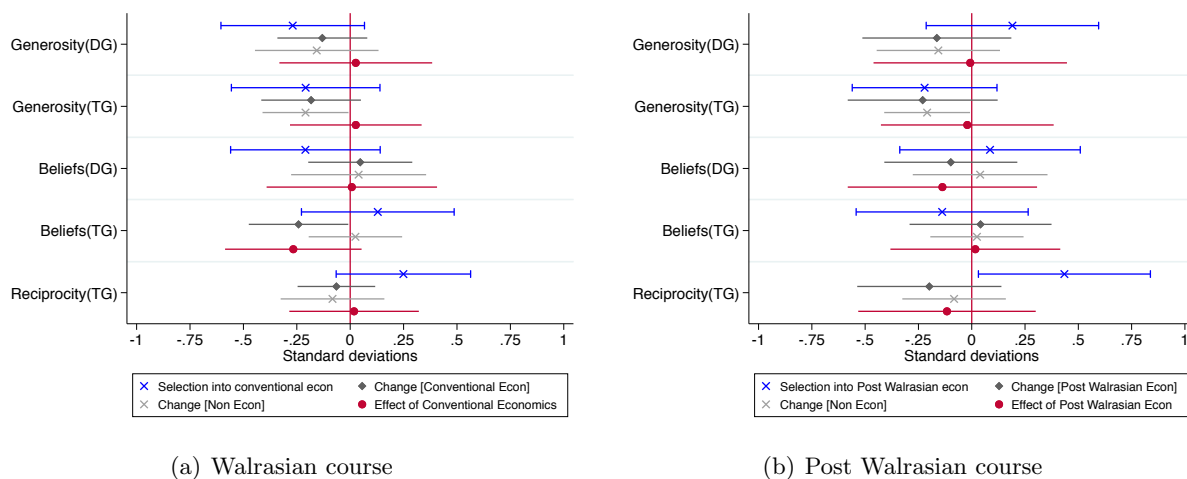 Generosity(DG)
Generosity(TG)
Beliefs(DG)
Beliefs(TG)
Reciprocity(TG)
-1 -.75 -.5 -.25 0 .25 .5 .75 1
Standard deviations
Selection into conventional econ Change [Conventional Econ]
Change [Non Econ] Effect of Conventional Economics
(a) Walrasian course
Generosity(DG)
Generosity(TG)
Beliefs(DG)
Beliefs(TG)
Reciprocity(TG)
-1 -.75 -.5 -.25 0 .25 .5 .75 1
Standard deviations
Selection into Post Walrasian econ Change [Post Walrasian Econ]
Change [Non Econ] Effect of Post Walrasian Econ
(b) Post Walrasian course